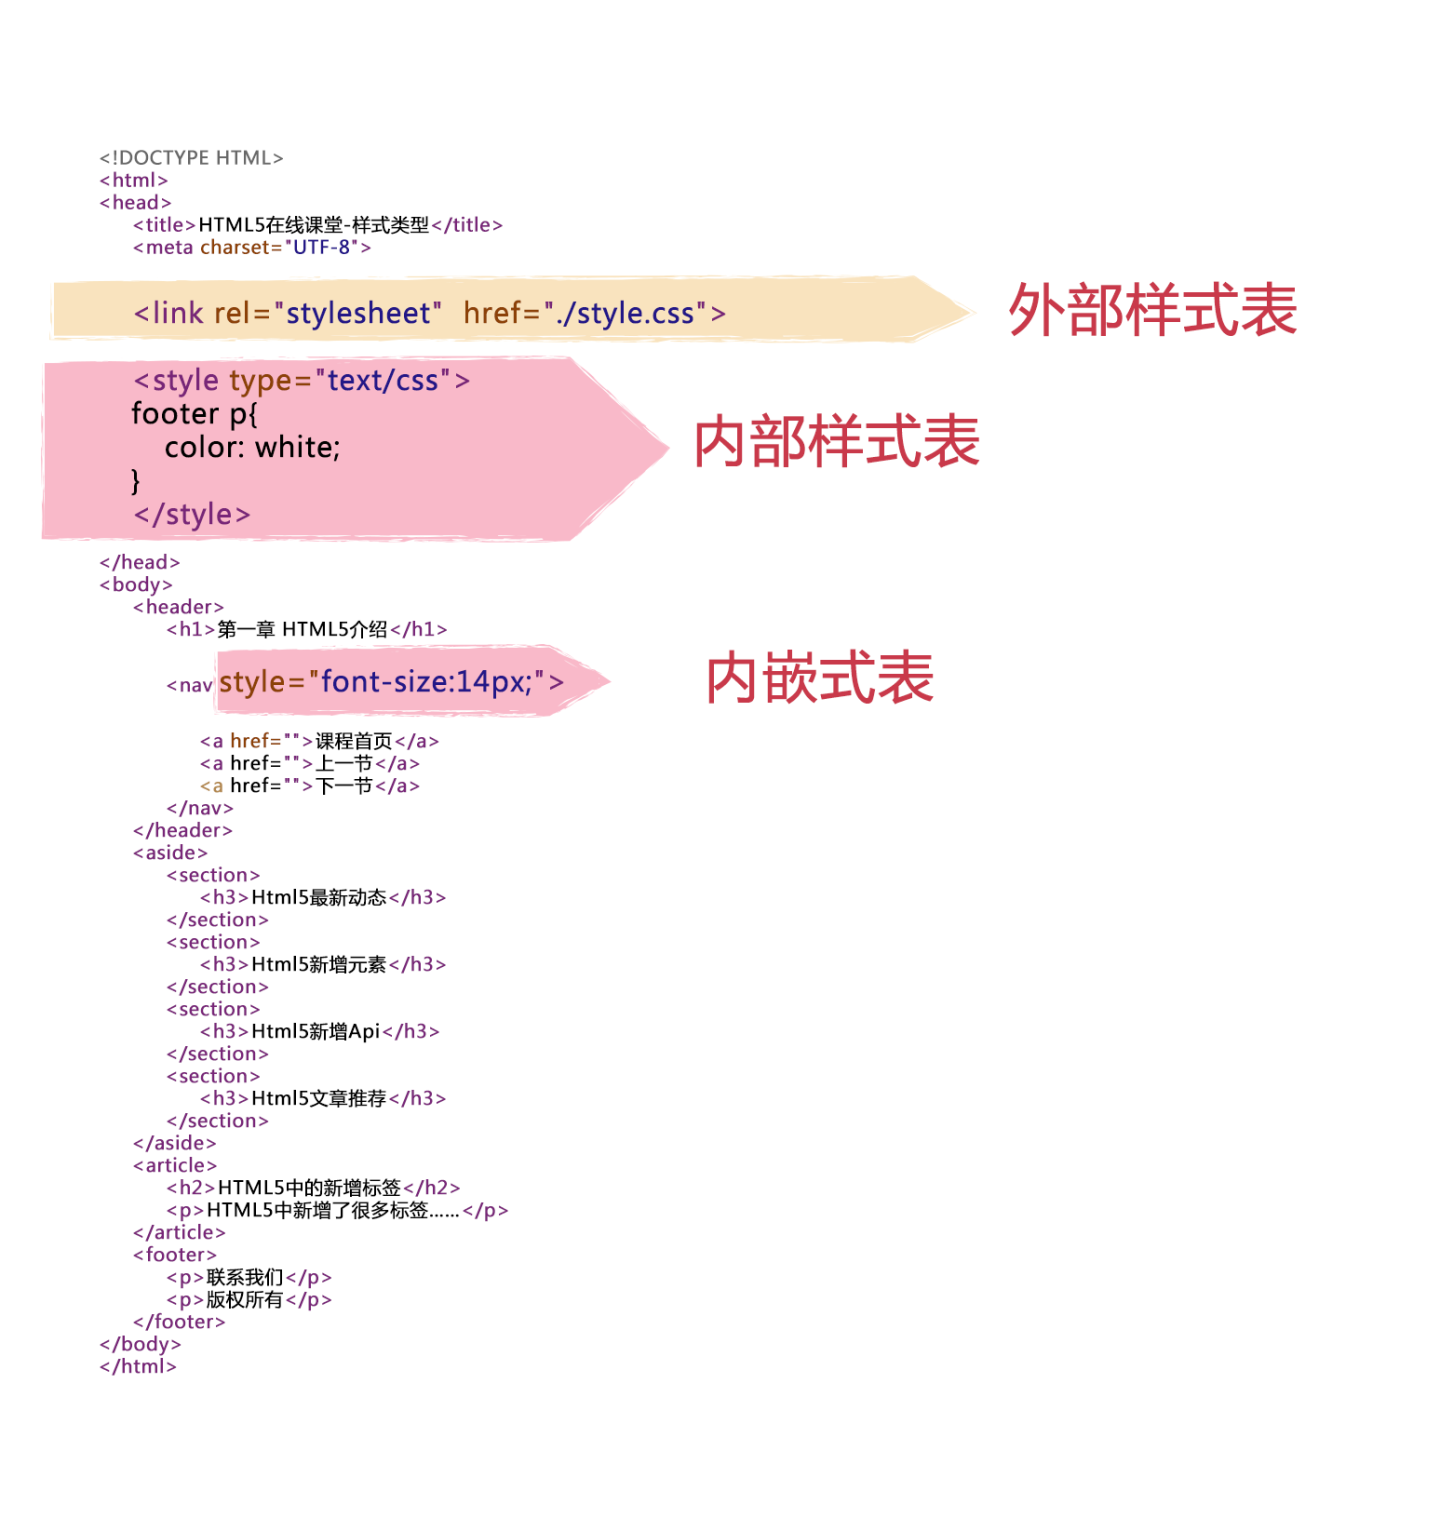 <!DOCTYPE HTML>
<html>
<head>
<title>HTML5在线课堂-样式类型</title>
<meta charset="UTF-8">
<link rel="stylesheet" href="./style.css">
外部样式表
<style type="text/css">
footer p{
color: white;
}
</style>
内部样式表
</head>
<body>
<header>
<h1>第一章 HTML5介绍</h1>
<nav style="font-size:14px;">
内嵌式表
<a href="">课程首页</a>
<a href="">上一节</a>
<a href="">下一节</a>
</nav>
</header>
<aside>
<section>
<h3>Html5最新动态</h3>
</section>
<section>
<h3>Html5新增元素</h3>
</section>
<section>
<h3>Html5新增Api</h3>
</section>
<section>
<h3>Html5文章推荐</h3>
</section>
</aside>
<article>
<h2>HTML5中的新增标签</h2>
<p>HTML5中新增了很多标签......</p>
</article>
<footer>
<p>联系我们</p>
<p>版权所有</p>
</footer>
</body>
</html>